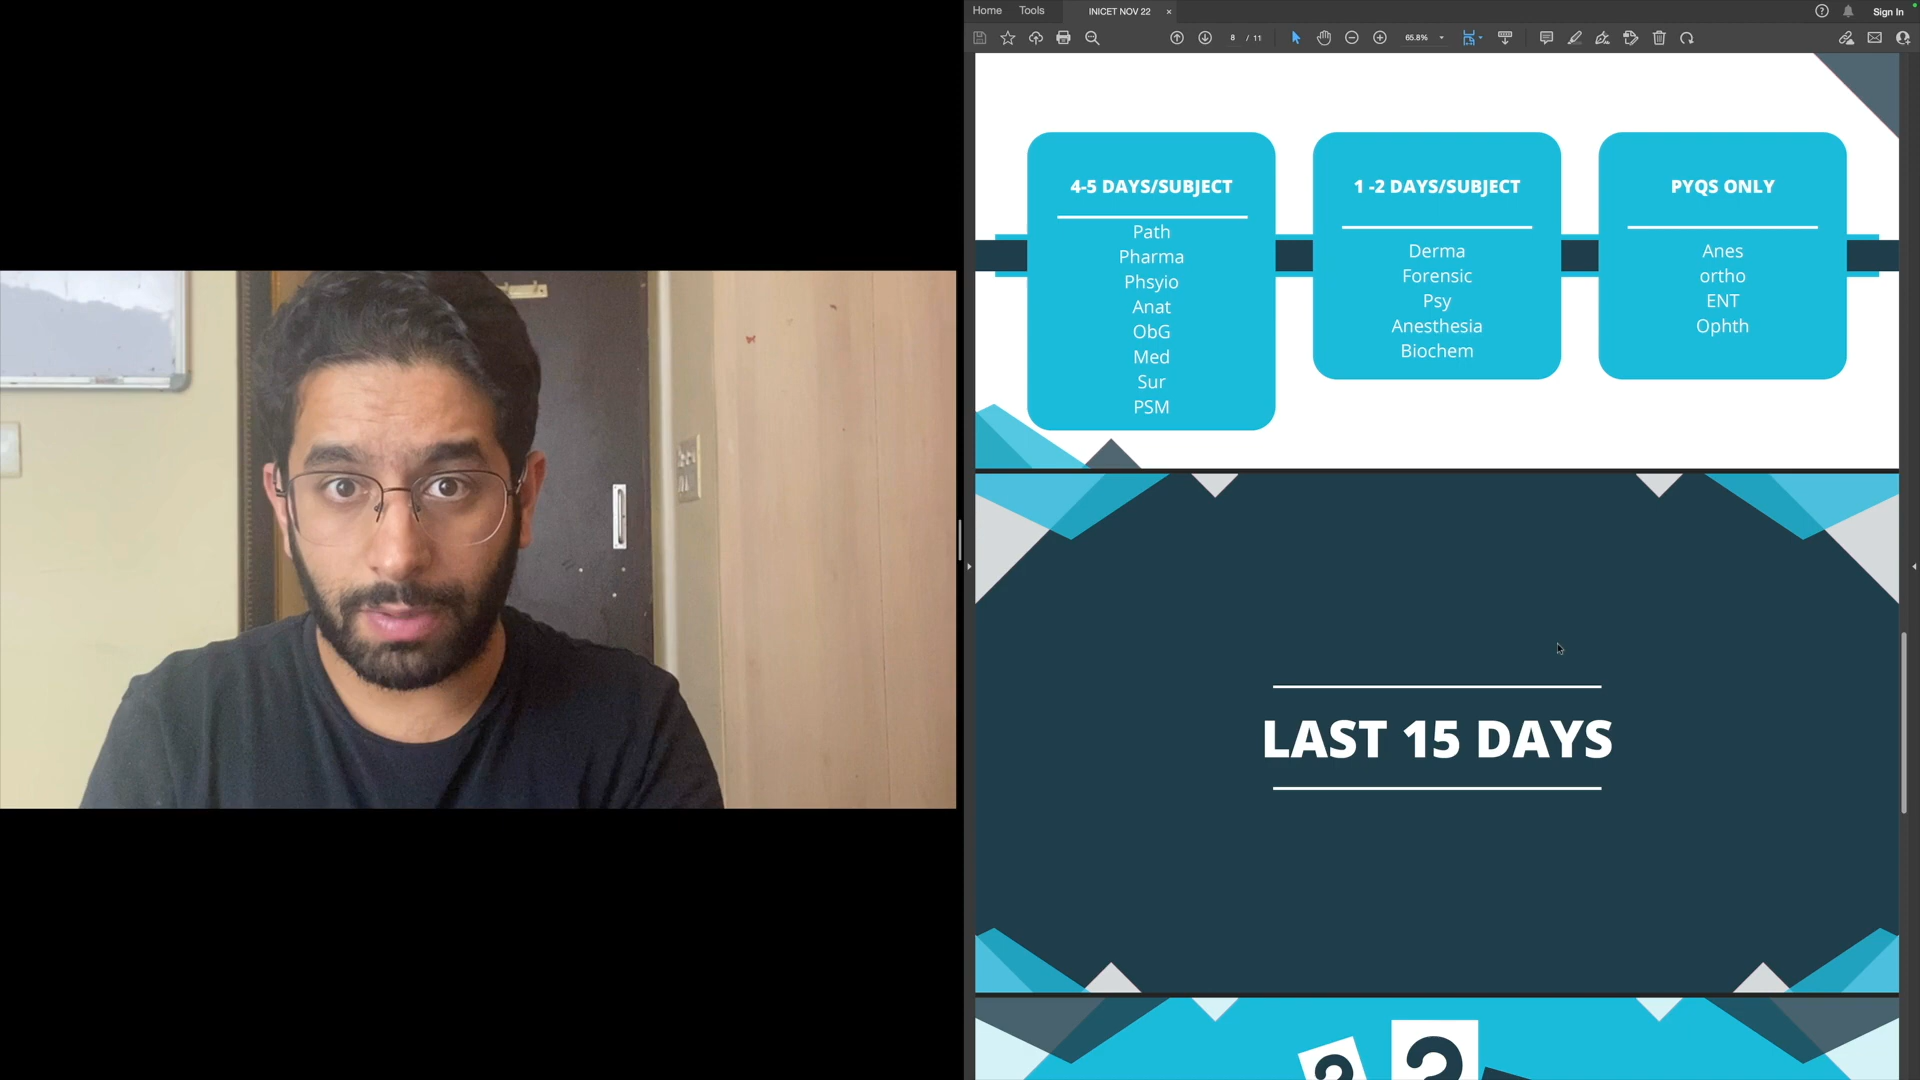 Home Tools INICET NOV 22 × Sign In
8 / 11 65.8%
4-5 DAYS/SUBJECT
Path
Pharma
Phsyio
Anat
ObG
Med
Sur
PSM
1 -2 DAYS/SUBJECT
Derma
Forensic
Psy
Anesthesia
Biochem
PYQS ONLY
Anes
ortho
ENT
Ophth
LAST 15 DAYS
? ?